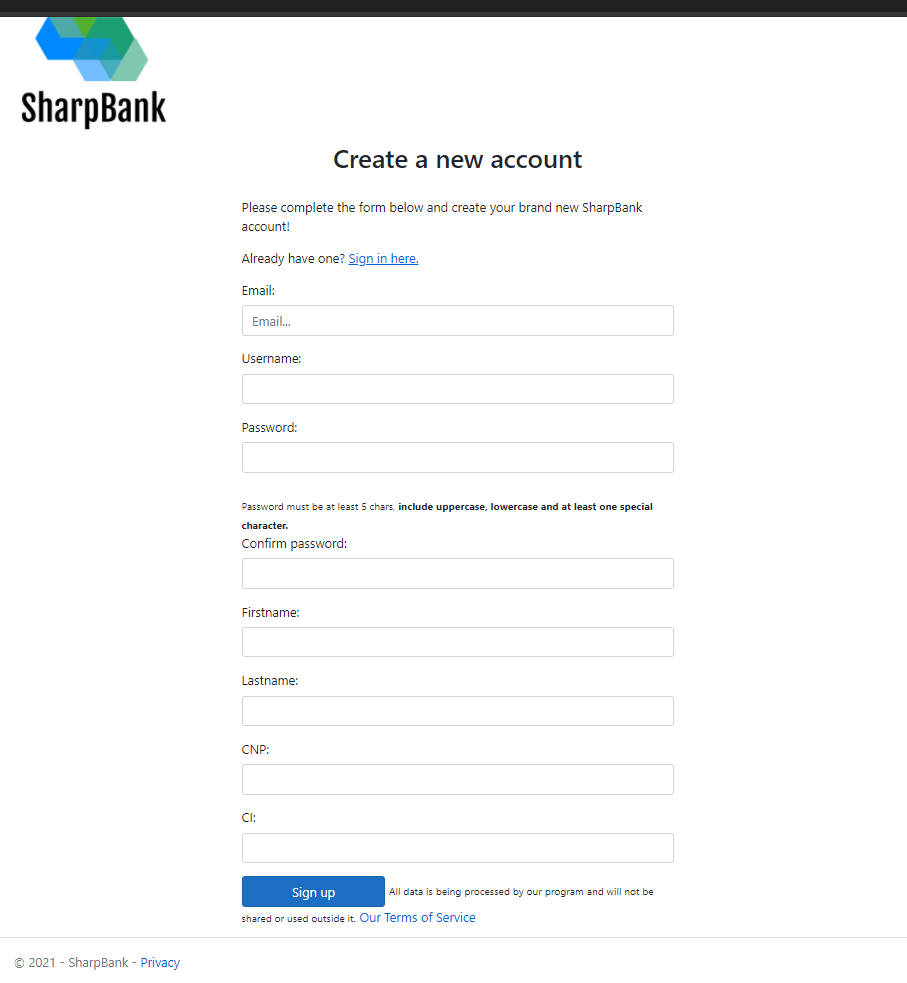 SharpBank
Create a new account
Please complete the form below and create your brand new SharpBank
account!
Already have one? Sign in here.
Email:
Email...
Username:
Password:
Password must be at least 5 chars, include uppercase, lowercase and at least one special
character.
Confirm password:
Firstname:
Lastname:
CNP:
CI:
Sign up All data is being processed by our program and will not be
shared or used outside it. Our Terms of Service
© 2021 - SharpBank - Privacy